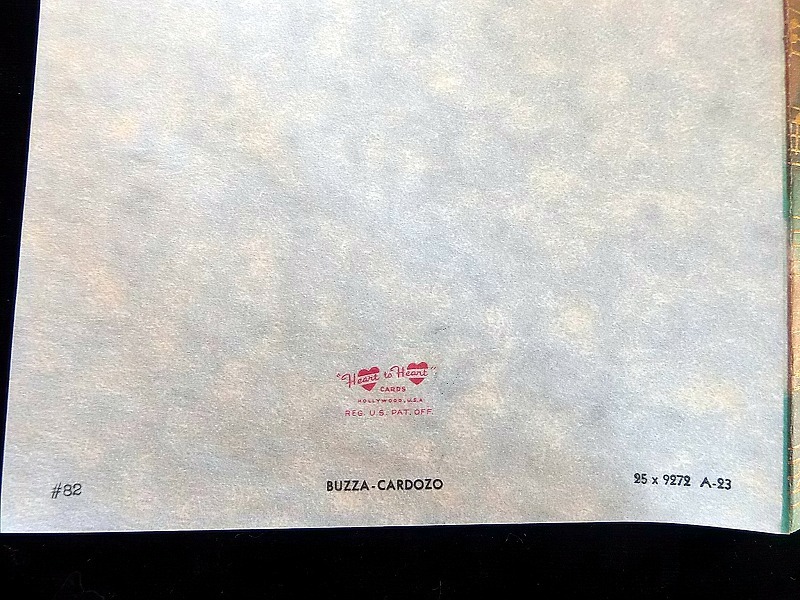 "Heart to Heart"
CARDS
HOLLYWOOD, U.S.A.
REG. U.S. PAT. OFF.
#82
BUZZA-CARDOZO
25 x 9272 A-23